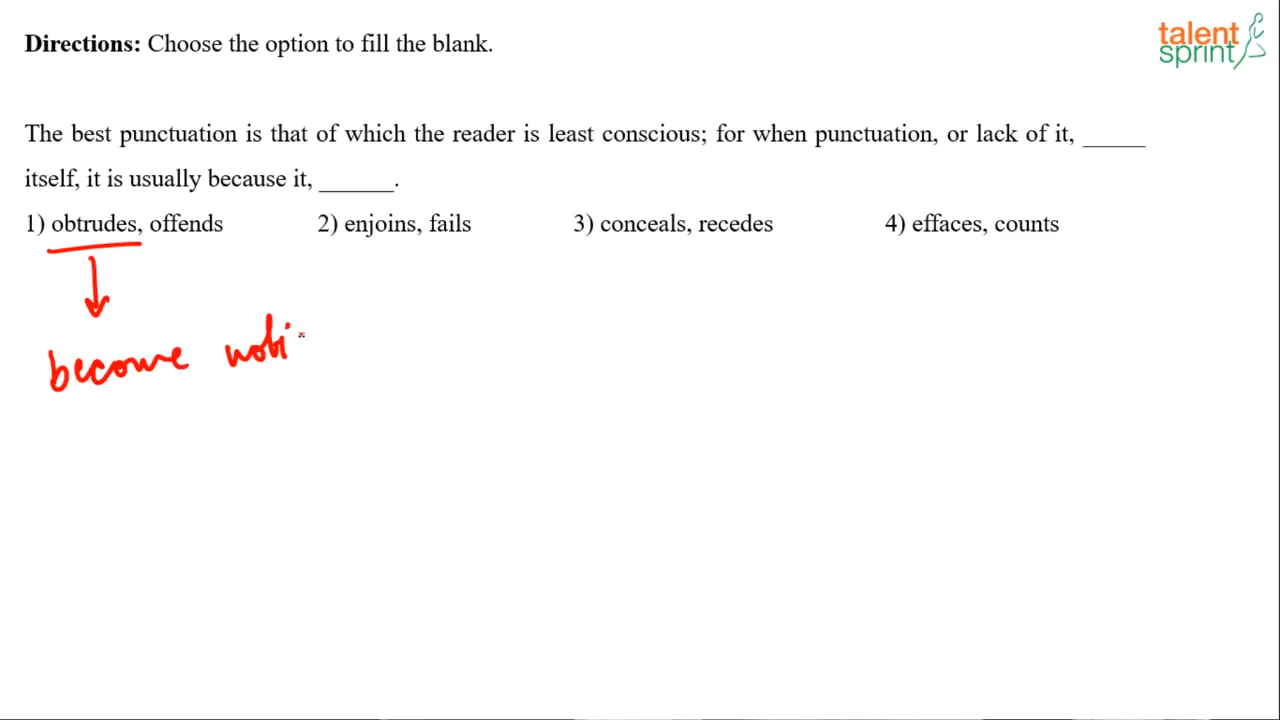 Directions: Choose the option to fill the blank.
talent
sprint
The best punctuation is that of which the reader is least conscious; for when punctuation, or lack of it, _____
itself, it is usually because it, ______.
1) obtrudes, offends 2) enjoins, fails 3) conceals, recedes 4) effaces, counts
become noti